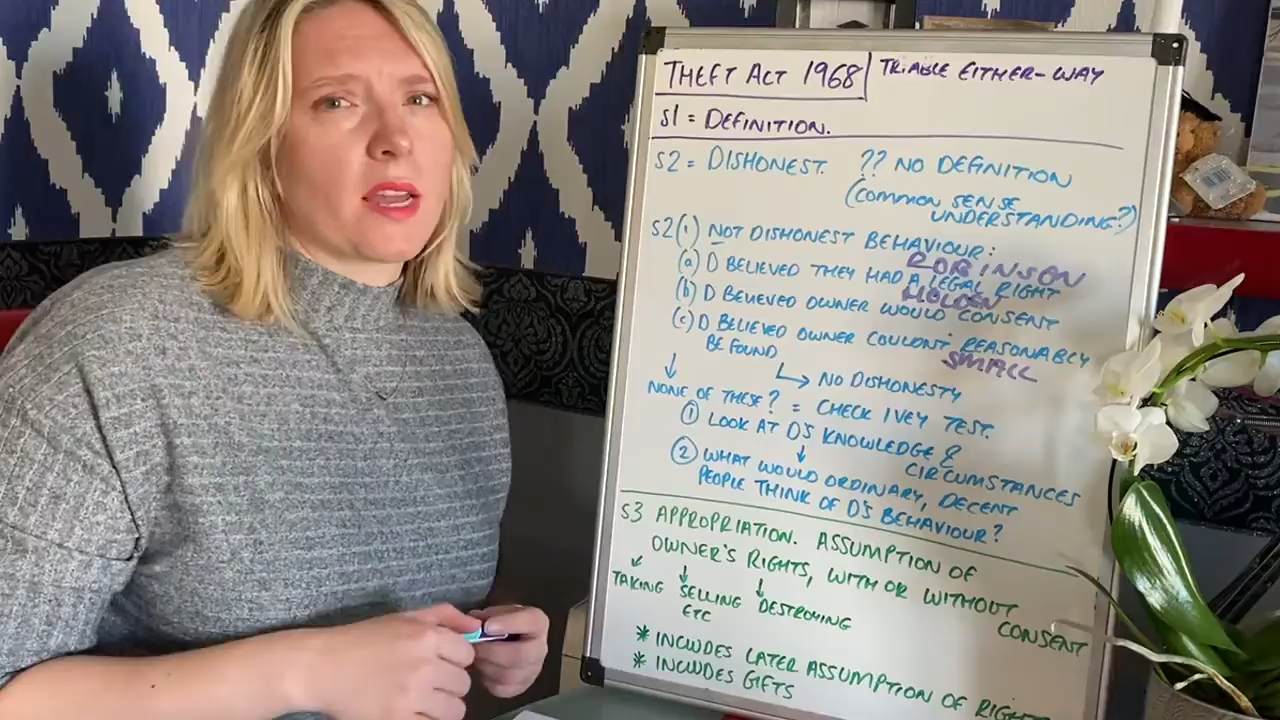 THEFT ACT 1968
TRIABLE EITHER-WAY
S1 = DEFINITION.
S2 = DISHONEST. ?? NO DEFINITION
(COMMON SENSE
UNDERSTANDING?)
S2(1) NOT DISHONEST BEHAVIOUR:
ROBINSON
(a) D BELIEVED THEY HAD A LEGAL RIGHT
HOLDEN
(b) D BELIEVED OWNER WOULD CONSENT
(c) D BELIEVED OWNER COULDN'T REASONABLY
BE FOUND
SMALL
↳ NO DISHONESTY
NONE OF THESE? = CHECK IVEY TEST.
① LOOK AT D'S KNOWLEDGE &
CIRCUMSTANCES
② WHAT WOULD ORDINARY, DECENT
PEOPLE THINK OF D'S BEHAVIOUR?
S3 APPROPRIATION. ASSUMPTION OF
OWNER'S RIGHTS, WITH OR WITHOUT
CONSENT
TAKING SELLING DESTROYING
ETC
* INCLUDES LATER ASSUMPTION OF RIGHTS
* INCLUDES GIFTS